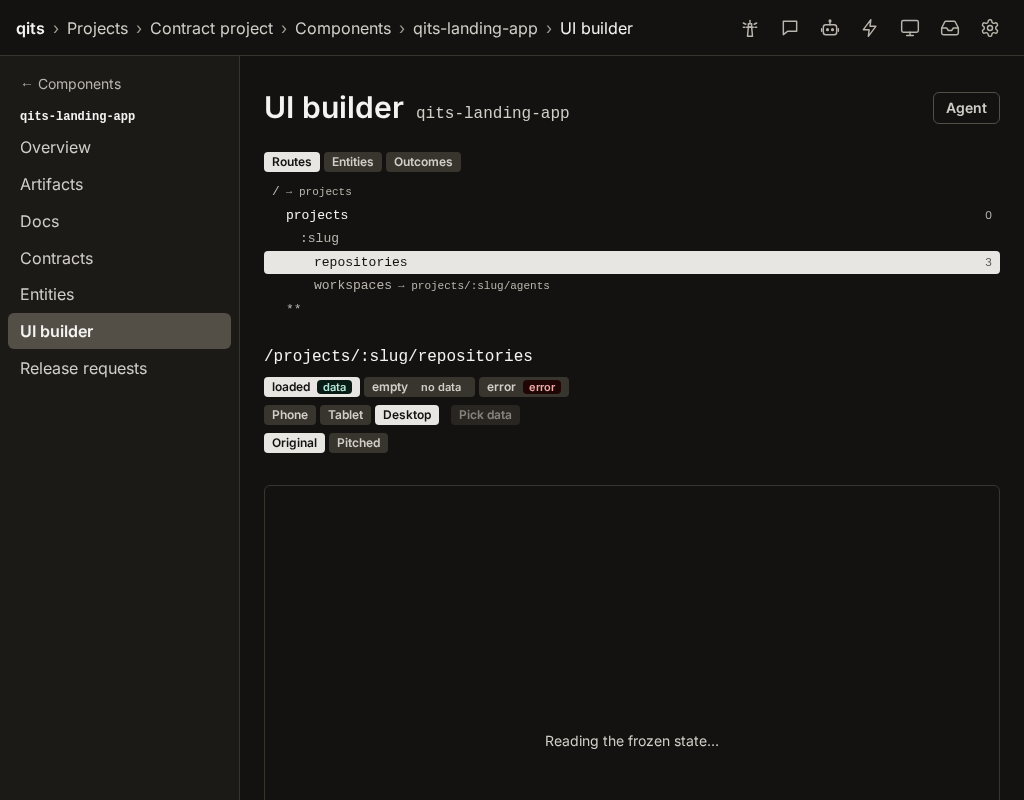 qits › Projects › Contract project › Components › qits-landing-app › UI builder
← Components
qits-landing-app
Overview
Artifacts
Docs
Contracts
Entities
UI builder
Release requests
UI builder qits-landing-app
Agent
Routes Entities Outcomes
/ → projects
projects 0
:slug
repositories 3
workspaces → projects/:slug/agents
**
/projects/:slug/repositories
loaded data empty no data error error
Phone Tablet Desktop Pick data
Original Pitched
Reading the frozen state...